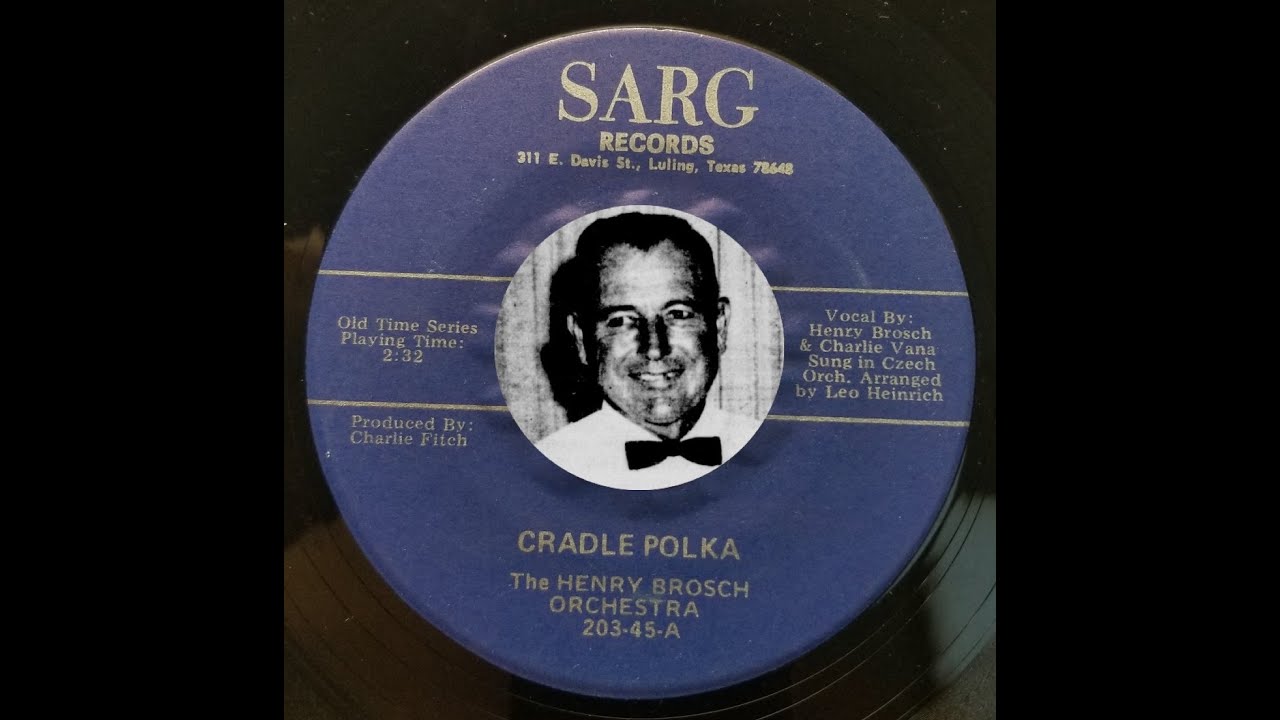 SARG
RECORDS
311 E. Davis St., Luling, Texas 78648
Old Time Series
Playing Time:
2:32
Produced By:
Charlie Fitch
Vocal By:
Henry Brosch
& Charlie Vana
Sung in Czech
Orch. Arranged
by Leo Heinrich
CRADLE POLKA
The HENRY BROSCH
ORCHESTRA
203-45-A